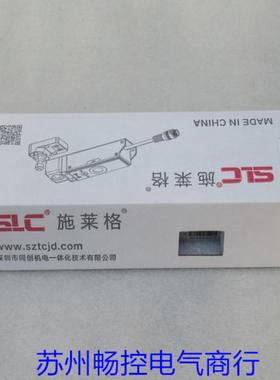 MADE IN CHINA
SLC® 施莱格
SLC® 施莱格
www.sztcjd.com
深圳市同创机电一体化技术有限公司
苏州畅控电气商行